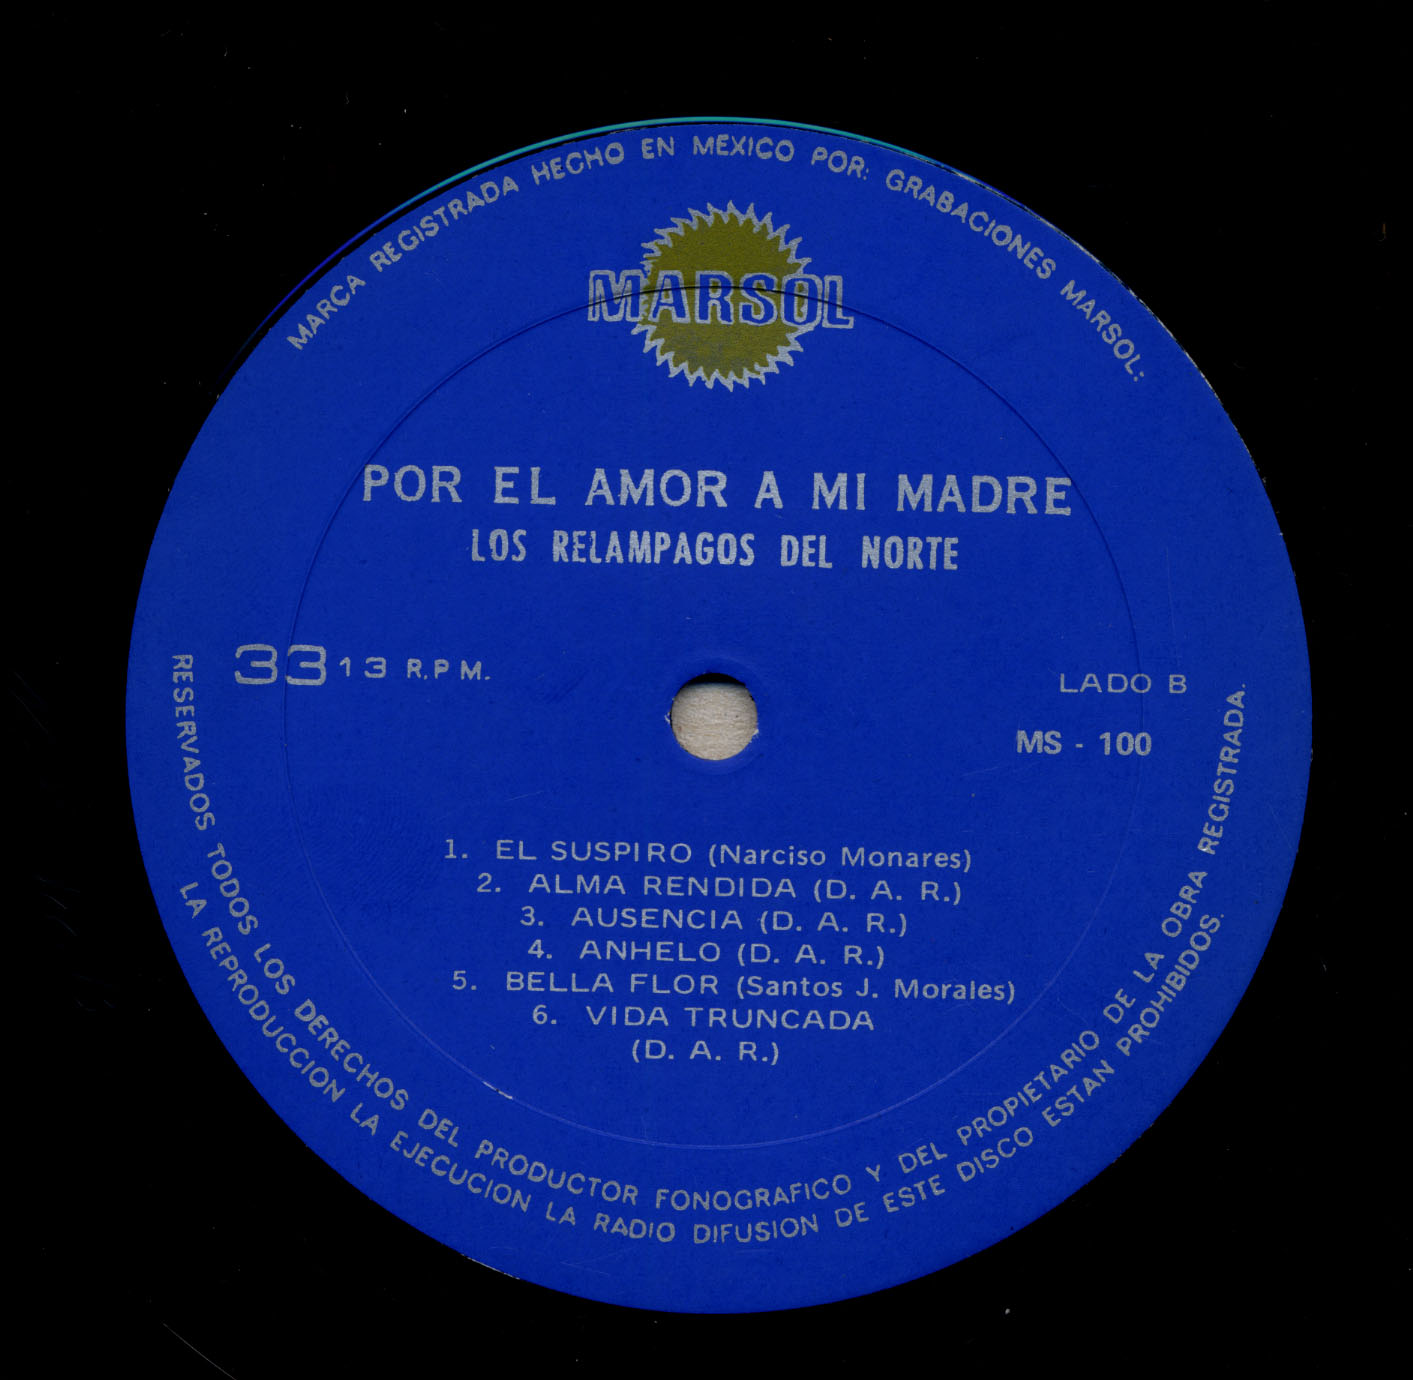 MARCA REGISTRADA HECHO EN MEXICO POR: GRABACIONES MARSOL:
MARSOL
POR EL AMOR A MI MADRE
LOS RELAMPAGOS DEL NORTE
33 1 3 R.P M.
LADO B
MS - 100
1. EL SUSPIRO (Narciso Monares)
2. ALMA RENDIDA (D. A. R.)
3. AUSENCIA (D. A. R.)
4. ANHELO (D. A. R.)
5. BELLA FLOR (Santos J. Morales)
6. VIDA TRUNCADA
(D. A. R.)
RESERVADOS TODOS LOS DERECHOS DEL PRODUCTOR FONOGRAFICO Y DEL PROPIETARIO DE LA OBRA REGISTRADA.
LA REPRODUCCION LA EJECUCION LA RADIO DIFUSION DE ESTE DISCO ESTAN PROHIBIDOS.